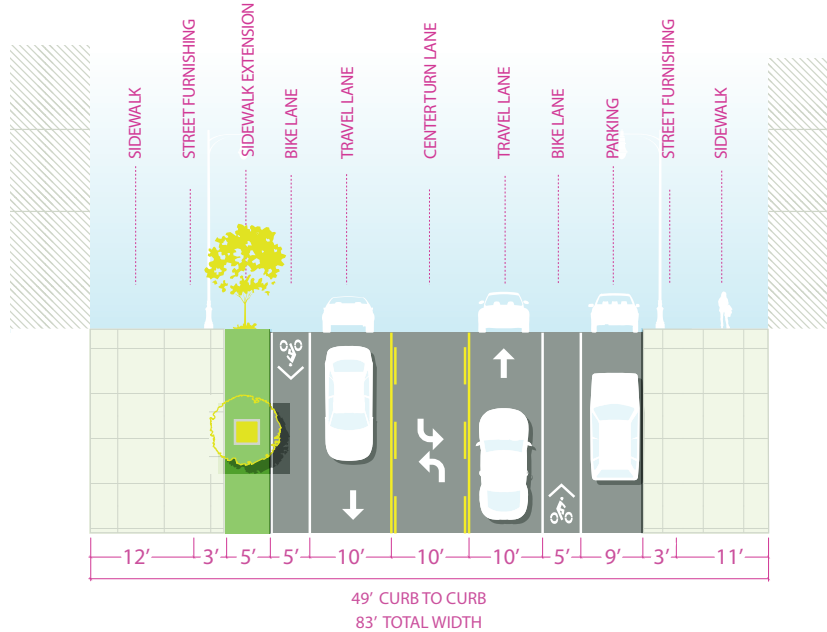 SIDEWALK
STREET FURNISHING
SIDEWALK EXTENSION
BIKE LANE
TRAVEL LANE
CENTER TURN LANE
TRAVEL LANE
BIKE LANE
PARKING
STREET FURNISHING
SIDEWALK
12’ 3’ 5’ 5’ 10’ 10’ 10’ 5’ 9’ 3’ 11’
49’ CURB TO CURB
83’ TOTAL WIDTH